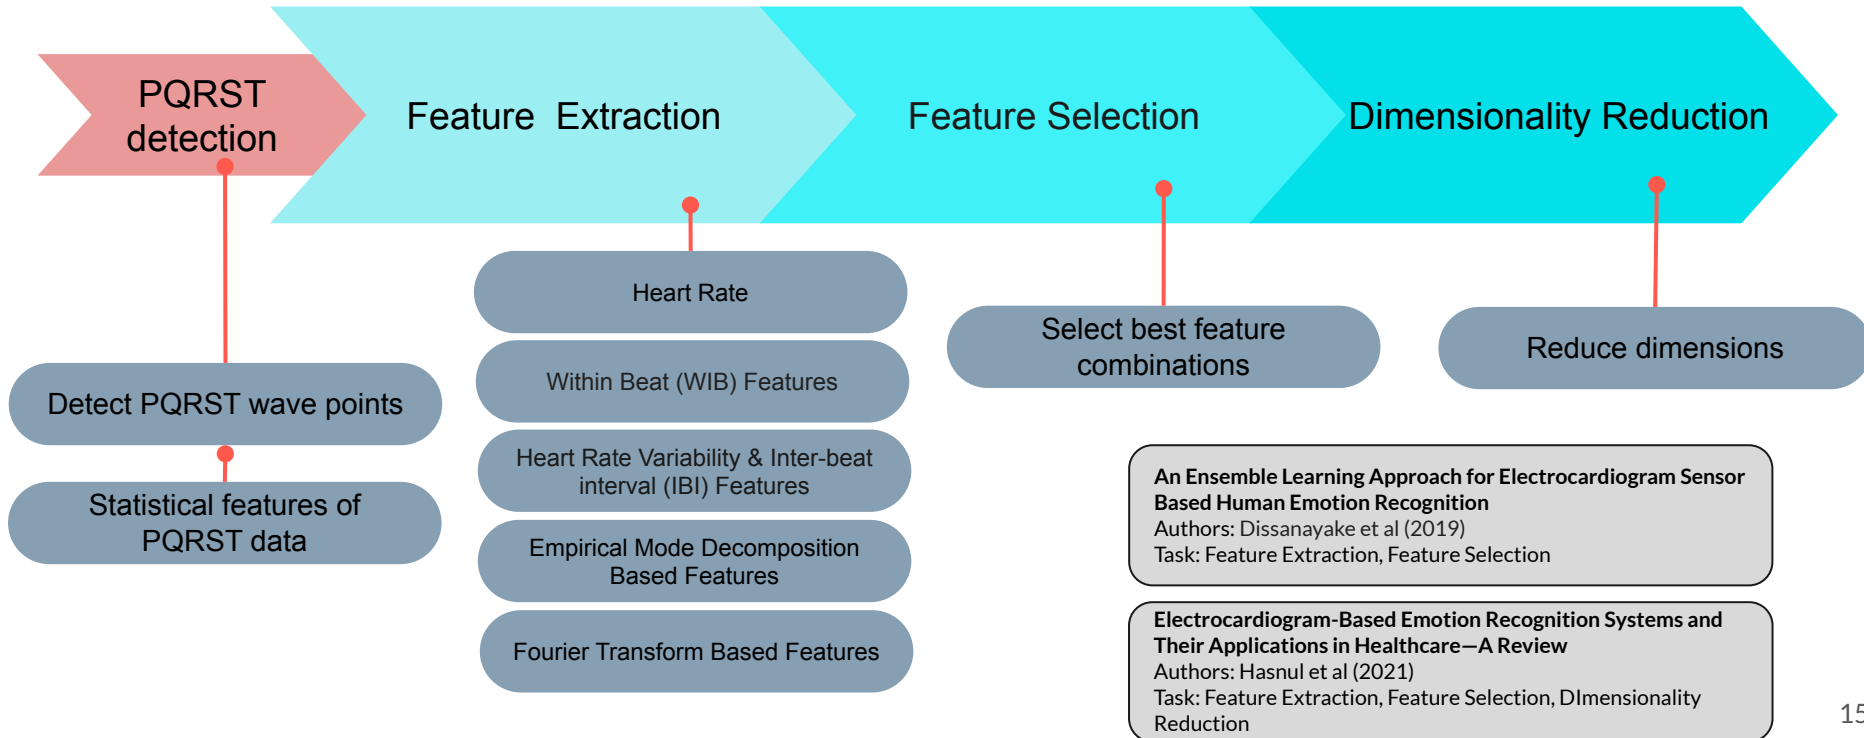 PQRST
detection
Feature Extraction
Feature Selection
Dimensionality Reduction
Detect PQRST wave points
Statistical features of
PQRST data
Heart Rate
Within Beat (WIB) Features
Heart Rate Variability & Inter-beat
interval (IBI) Features
Empirical Mode Decomposition
Based Features
Fourier Transform Based Features
Select best feature
combinations
Reduce dimensions
An Ensemble Learning Approach for Electrocardiogram Sensor
Based Human Emotion Recognition
Authors: Dissanayake et al (2019)
Task: Feature Extraction, Feature Selection
Electrocardiogram-Based Emotion Recognition Systems and
Their Applications in Healthcare—A Review
Authors: Hasnul et al (2021)
Task: Feature Extraction, Feature Selection, DImensionality
Reduction
15